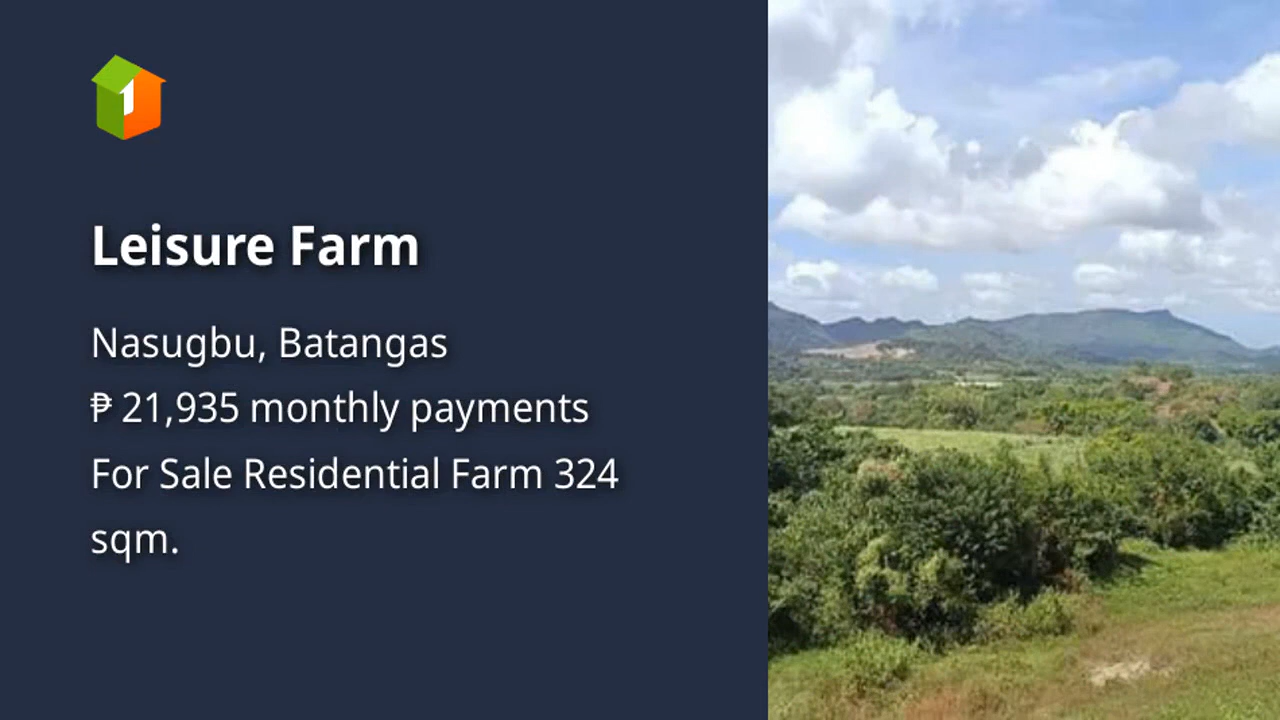 Leisure Farm
Nasugbu, Batangas
₱ 21,935 monthly payments
For Sale Residential Farm 324
sqm.